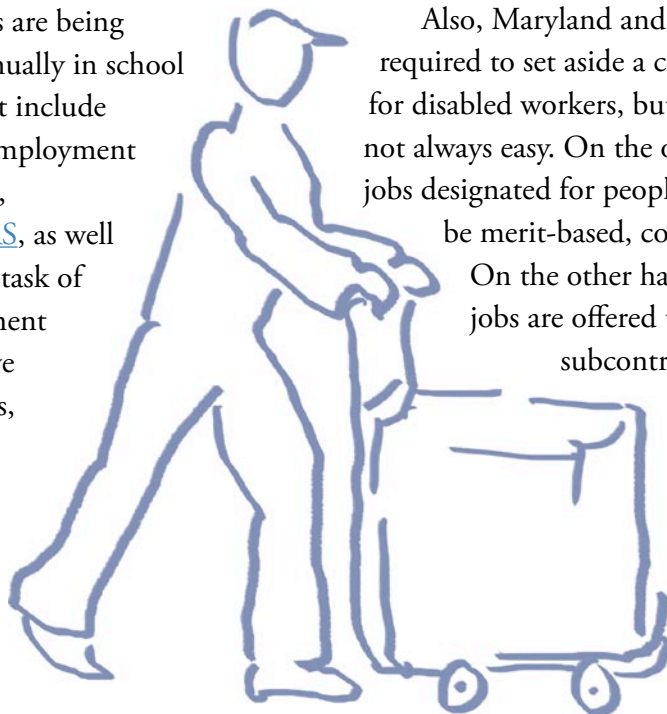 s are being
nually in school
t include
mployment
,
S, as well
task of
ment
e
s,
Also, Maryland and
required to set aside a c
for disabled workers, bu
not always easy. On the o
jobs designated for peopl
be merit-based, co
On the other ha
jobs are offered
subcontr